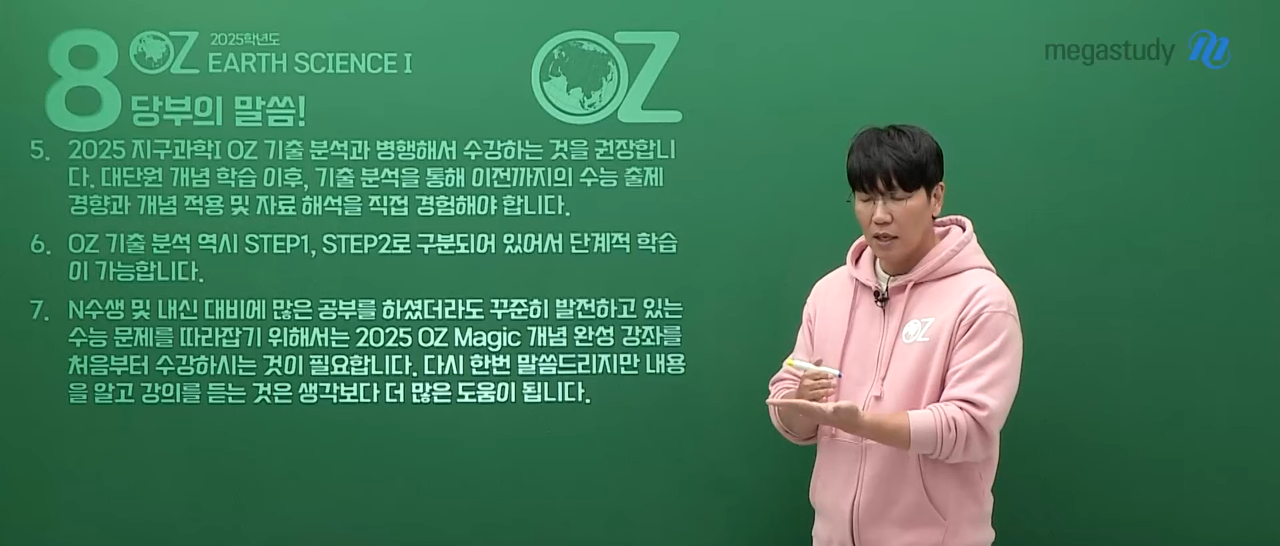 8
OZ
2025학년도
EARTH SCIENCE I
당부의 말씀!
OZ
megastudy
5. 2025 지구과학I OZ 기출 분석과 병행해서 수강하는 것을 권장합니
다. 대단원 개념 학습 이후, 기출 분석을 통해 이전까지의 수능 출제
경향과 개념 적용 및 자료 해석을 직접 경험해야 합니다.
6. OZ 기출 분석 역시 STEP1, STEP2로 구분되어 있어서 단계적 학습
이 가능합니다.
7. N수생 및 내신 대비에 많은 공부를 하셨더라도 꾸준히 발전하고 있는
수능 문제를 따라잡기 위해서는 2025 OZ Magic 개념 완성 강좌를
처음부터 수강하시는 것이 필요합니다. 다시 한번 말씀드리지만 내용
을 알고 강의를 듣는 것은 생각보다 더 많은 도움이 됩니다.
OZ